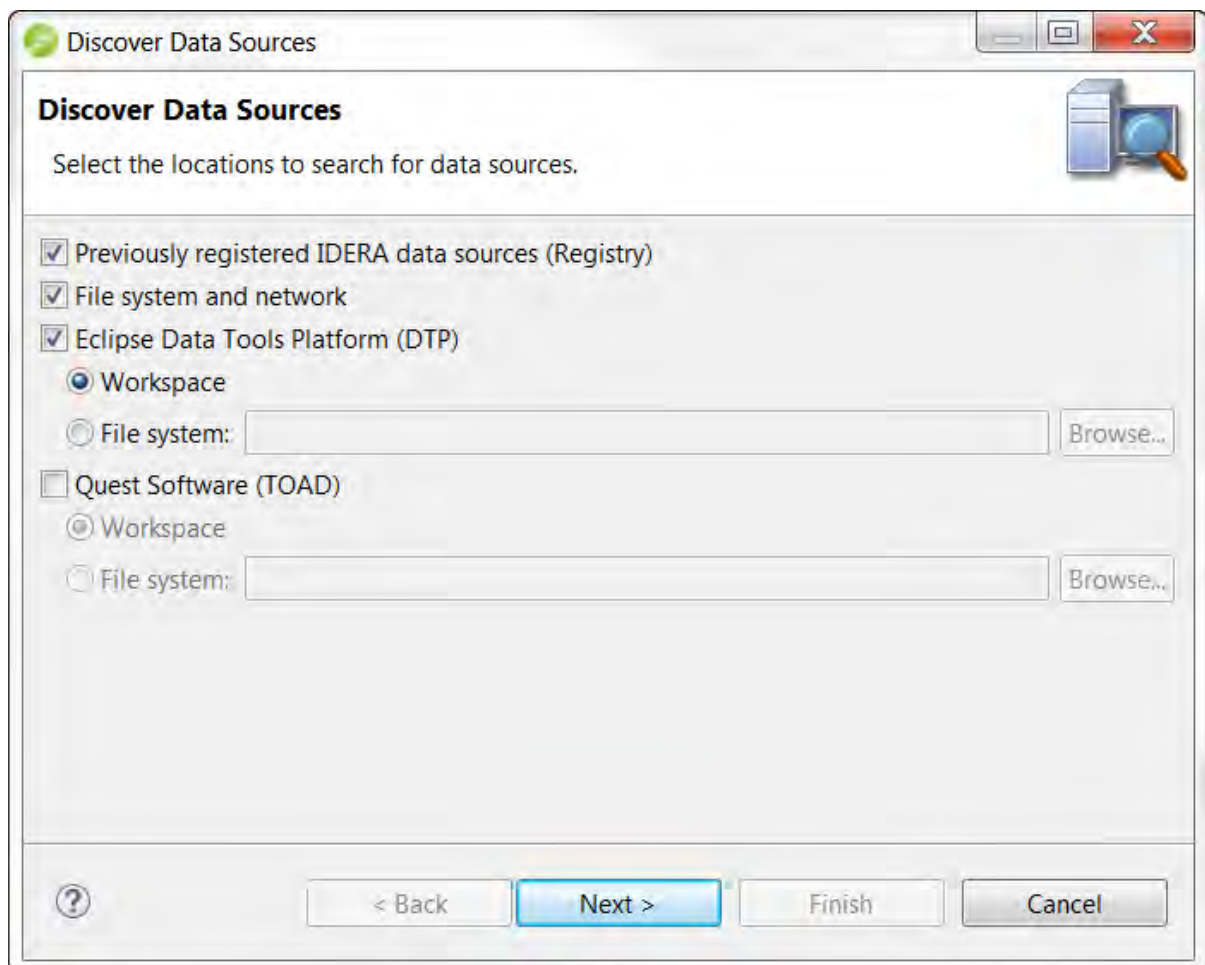 Discover Data Sources
Discover Data Sources
Select the locations to search for data sources.
Previously registered IDERA data sources (Registry)
File system and network
Eclipse Data Tools Platform (DTP)
Workspace
File system: Browse...
Quest Software (TOAD)
Workspace
File system: Browse...
? < Back Next > Finish Cancel